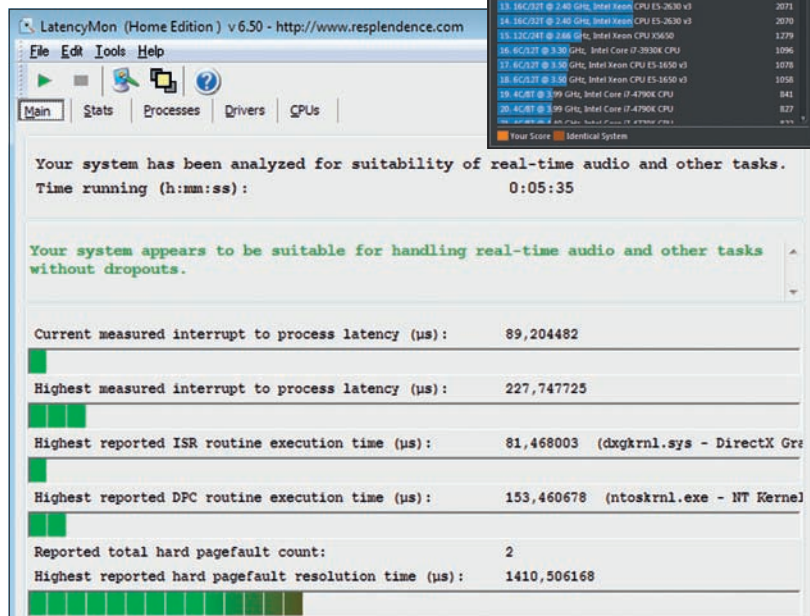 LatencyMon (Home Edition ) v 6.50 - http://www.resplendence.com
File Edit Tools Help
Main Stats Processes Drivers CPUs
Your system has been analyzed for suitability of real-time audio and other tasks.
Time running (h:mm:ss): 0:05:35
Your system appears to be suitable for handling real-time audio and other tasks
without dropouts.
Current measured interrupt to process latency (µs): 89,204482
Highest measured interrupt to process latency (µs): 227,747725
Highest reported ISR routine execution time (µs): 81,468003 (dxgkrnl.sys - DirectX Gra
Highest reported DPC routine execution time (µs): 153,460678 (ntoskrnl.exe - NT Kernel
Reported total hard pagefault count: 2
Highest reported hard pagefault resolution time (µs): 1410,506168
13. 16C/32T @ 2.40 GHz, Intel Xeon CPU E5-2630 v3 2071
14. 16C/32T @ 2.40 GHz, Intel Xeon CPU E5-2630 v3 2070
15. 12C/24T @ 2.66 GHz, Intel Xeon CPU X5650 1279
16. 6C/12T @ 3.30 GHz, Intel Core i7-3930K CPU 1096
17. 6C/12T @ 3.50 GHz, Intel Xeon CPU E5-1650 v3 1078
18. 6C/12T @ 3.50 GHz, Intel Xeon CPU E5-1650 v3 1058
19. 4C/8T @ 3.99 GHz, Intel Core i7-4790K CPU 841
20. 4C/8T @ 3.99 GHz, Intel Core i7-4790K CPU 827
Your Score Identical System